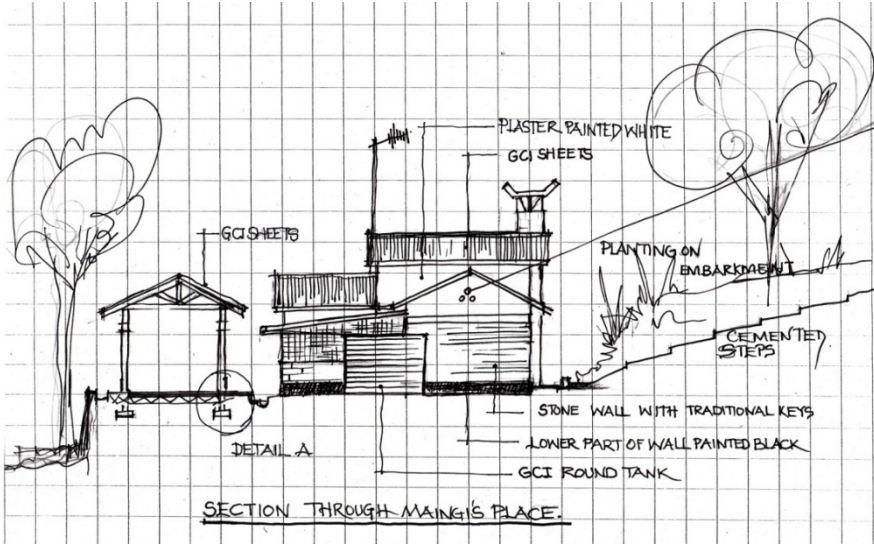 PLASTER PAINTED WHITE
GCI SHEETS
GCI SHEETS
PLANTING ON
EMBARKMENT
CEMENTED
STEPS
STONE WALL WITH TRADITIONAL KEYS
LOWER PART OF WALL PAINTED BLACK
DETAIL A
GCI ROUND TANK
SECTION THROUGH MAINGI'S PLACE.